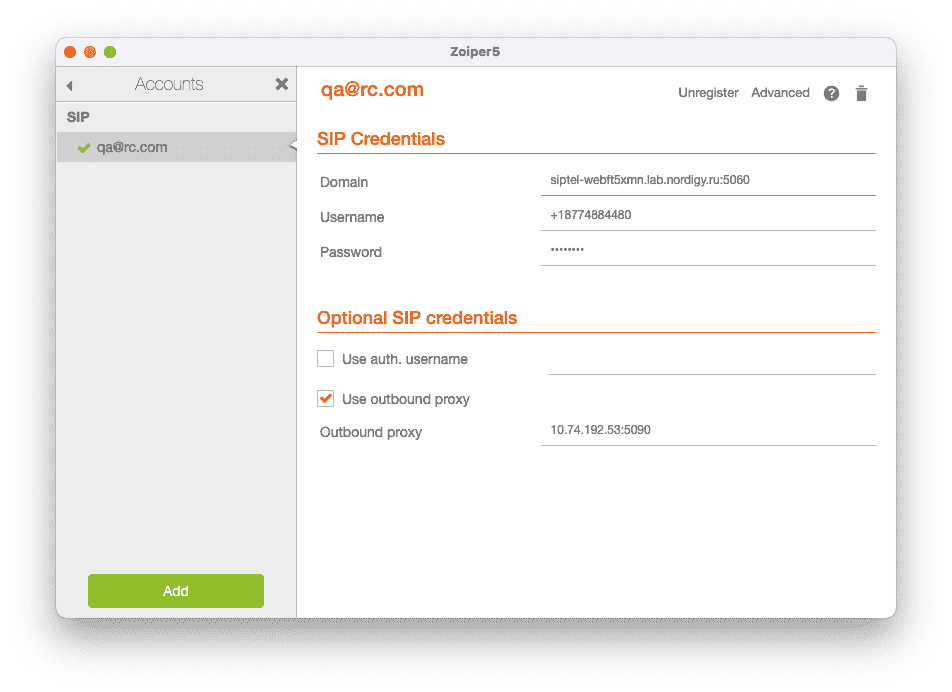 Zoiper5
Accounts
SIP
qa@rc.com
Add
qa@rc.com
Unregister Advanced ?
SIP Credentials
Domain siptel-webft5xmn.lab.nordigy.ru:5060
Username +18774884480
Password ••••••••
Optional SIP credentials
Use auth. username
Use outbound proxy
Outbound proxy 10.74.192.53:5090